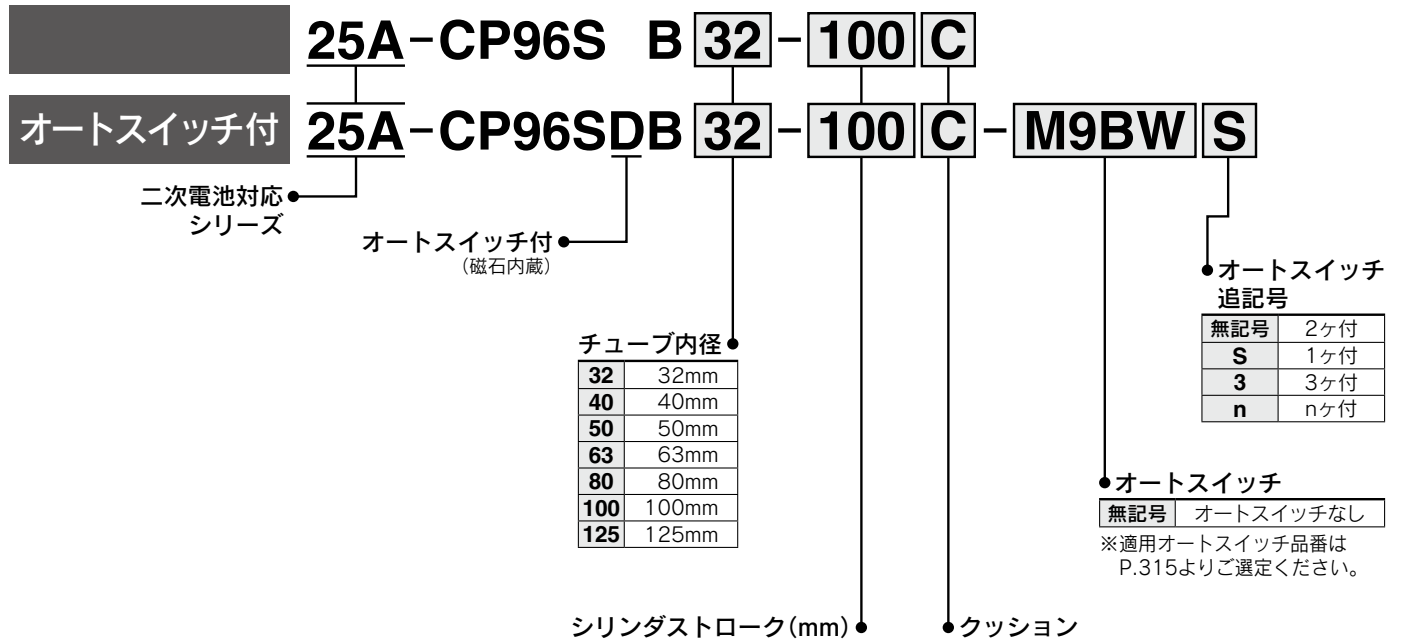 25A-CP96S B 32-100 C
オートスイッチ付 25A-CP96SDB 32-100 C-M9BW S
二次電池対応
シリーズ
オートスイッチ付
(磁石内蔵)
オートスイッチ
追記号
無記号 2ヶ付
S 1ヶ付
3 3ヶ付
n nヶ付
チューブ内径
32 32mm
40 40mm
50 50mm
63 63mm
80 80mm
100 100mm
125 125mm
オートスイッチ
無記号 オートスイッチなし
※適用オートスイッチ品番は
P.315よりご選定ください。
シリンダストローク(mm)
クッション